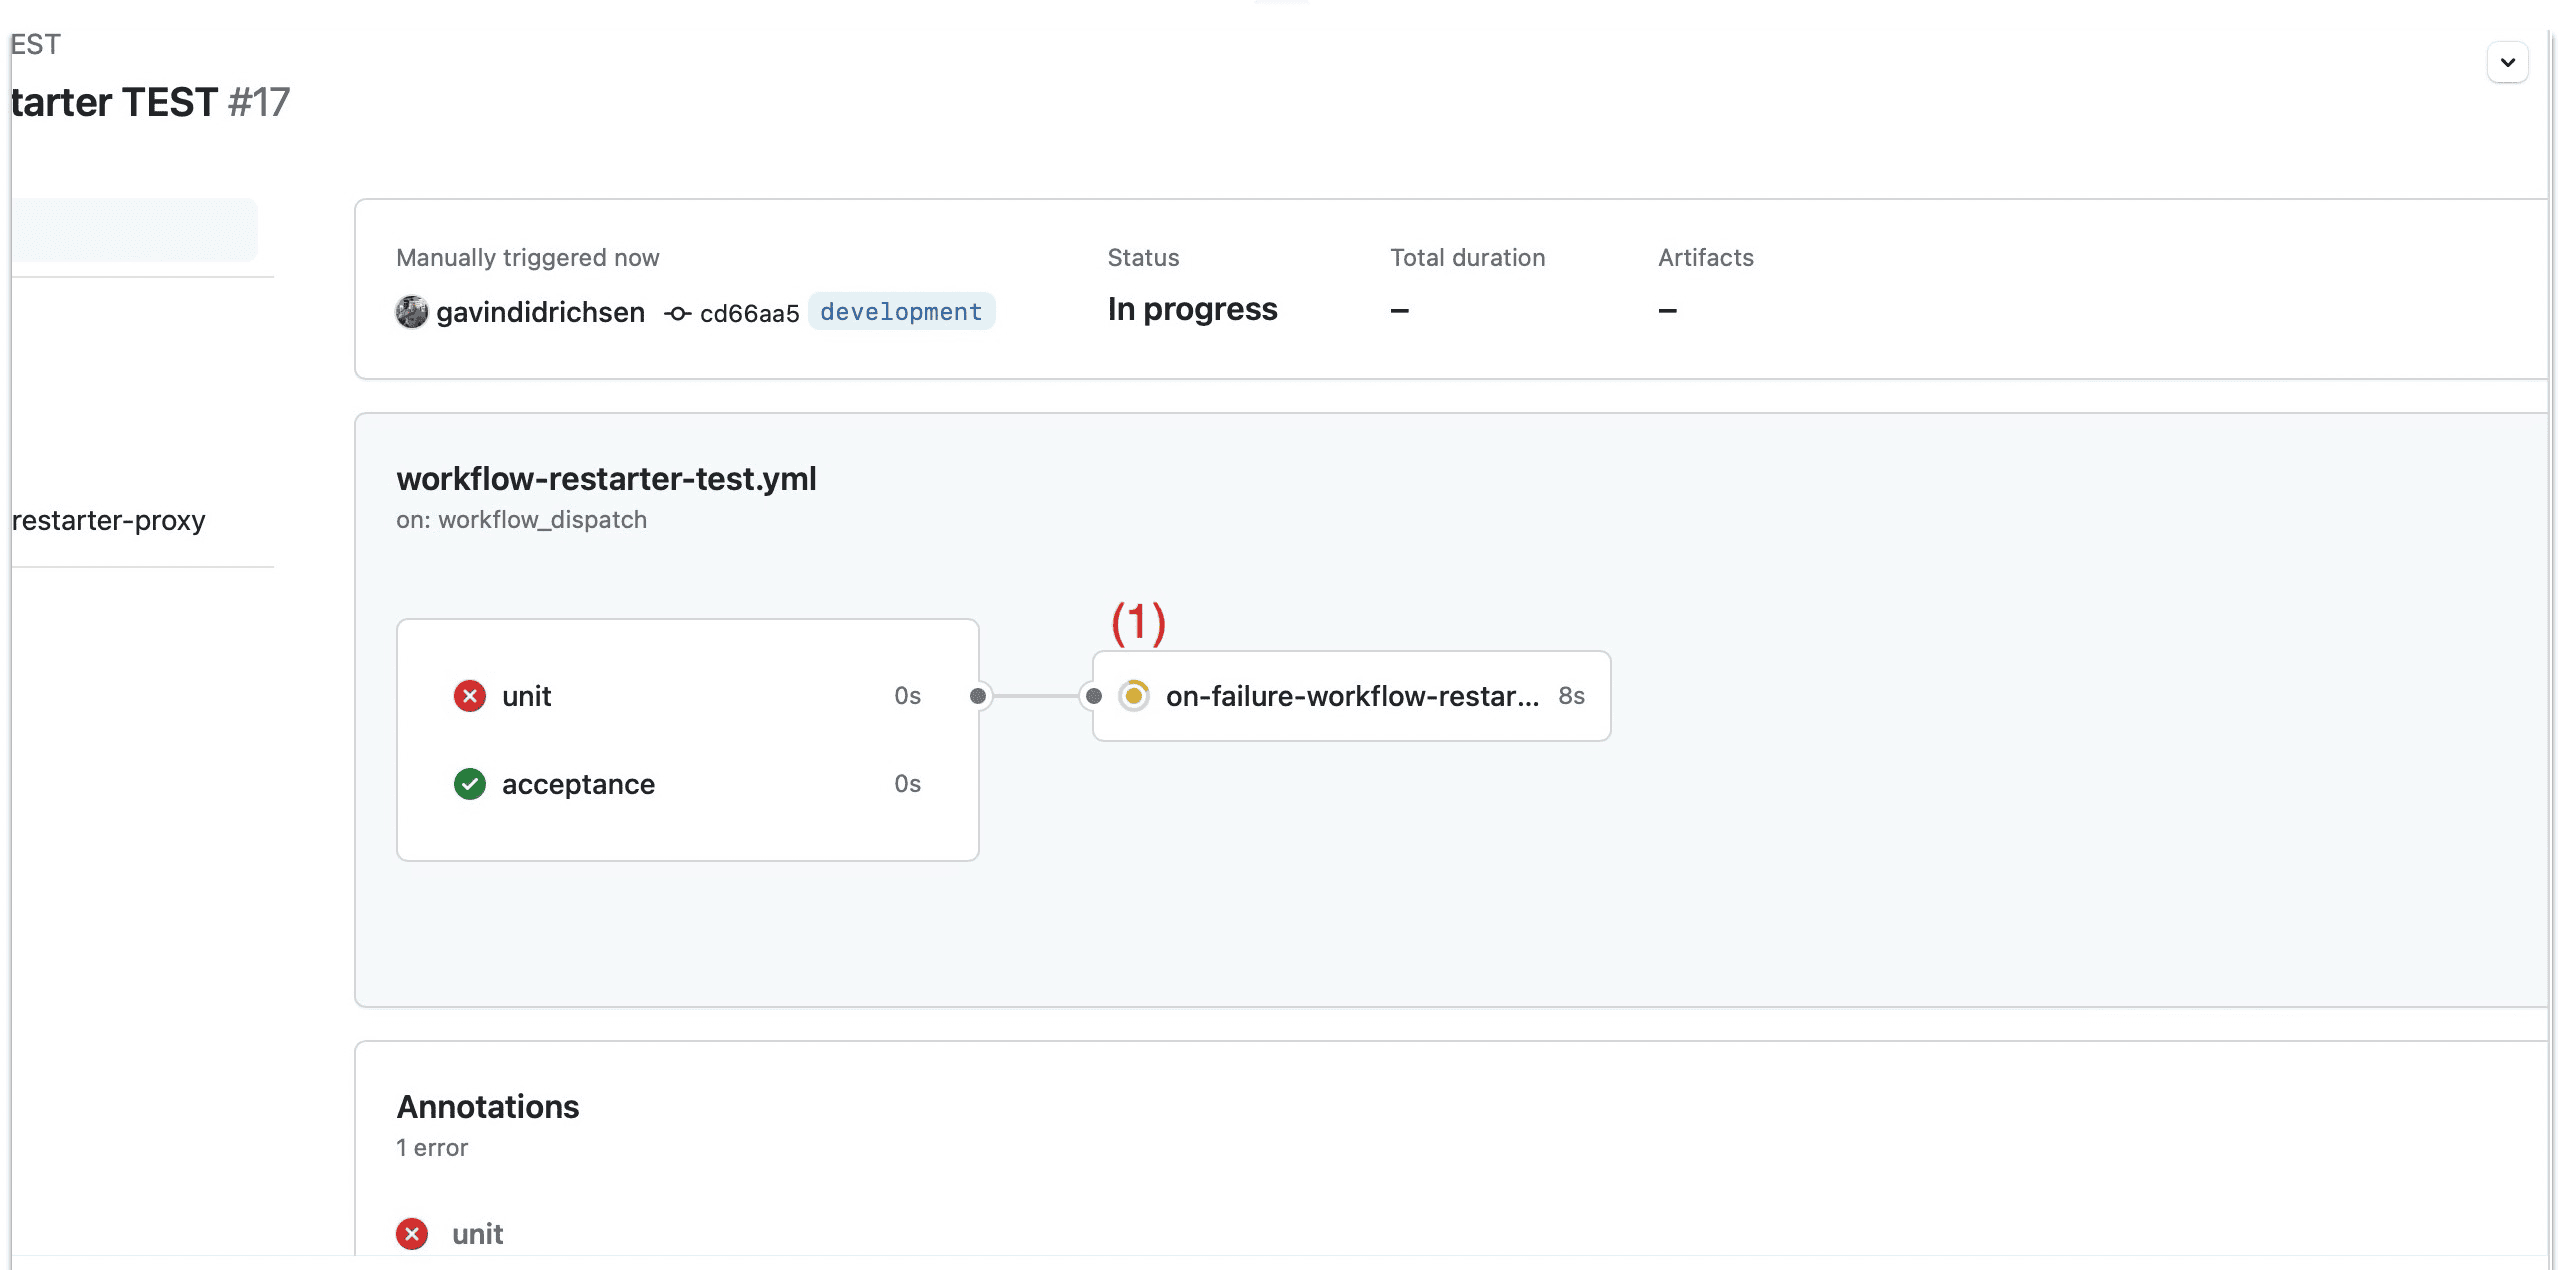 EST
tarter TEST #17
Manually triggered now
gavindidrichsen cd66aa5 development
Status
In progress
Total duration
–
Artifacts
–
workflow-restarter-test.yml
on: workflow_dispatch
restarter-proxy
(1)
unit 0s
on-failure-workflow-restar... 8s
acceptance 0s
Annotations
1 error
unit